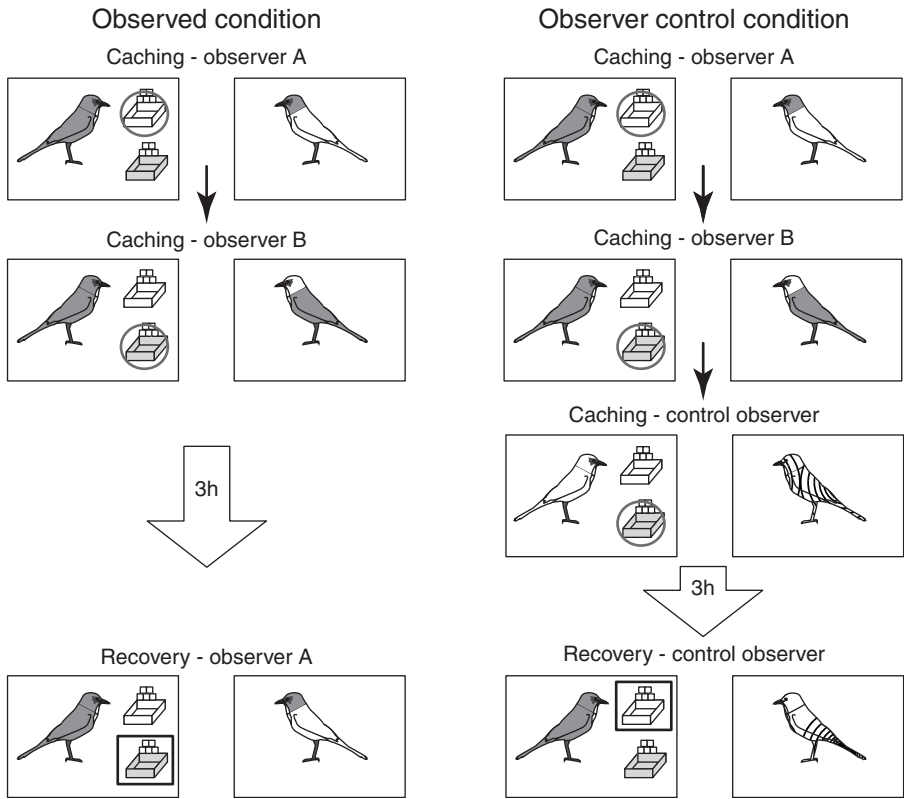 Observed condition
Caching - observer A
Caching - observer B
3h
Recovery - observer A
Observer control condition
Caching - observer A
Caching - observer B
Caching - control observer
3h
Recovery - control observer